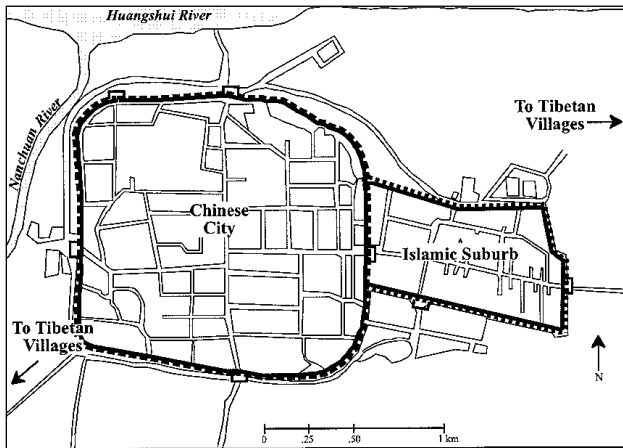 Huangshui River
Nanchuan River
To Tibetan
Villages
Chinese
City
Islamic Suburb
To Tibetan
Villages
N
0 .25 .50 1 km